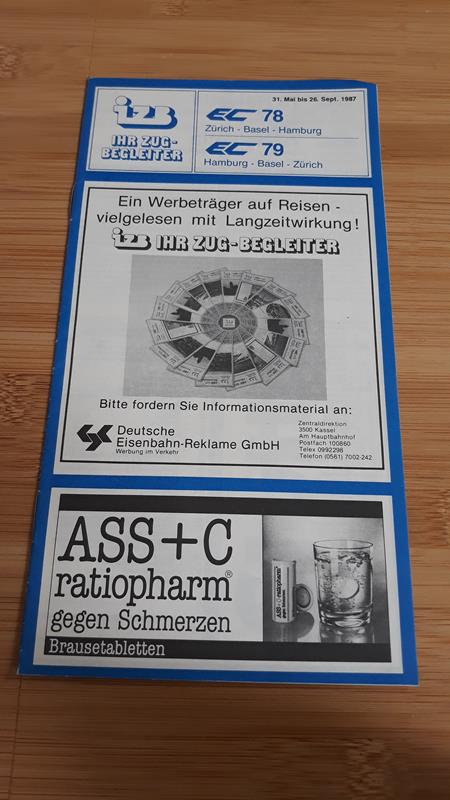 izb
IHR ZUG-
BEGLEITER
31. Mai bis 26. Sept. 1987
EC 78
Zürich - Basel - Hamburg
EC 79
Hamburg - Basel - Zürich
Ein Werbeträger auf Reisen -
vielgelesen mit Langzeitwirkung!
izb IHR ZUG-BEGLEITER
Bitte fordern Sie Informationsmaterial an:
Deutsche
Eisenbahn-Reklame GmbH
Werbung im Verkehr
Zentraldirektion
3500 Kassel
Am Hauptbahnhof
Postfach 100860
Telex 0992298
Telefon (0561) 7002-242
ASS+C
ratiopharm®
gegen Schmerzen
Brausetabletten
ASS+C
ratiopharm